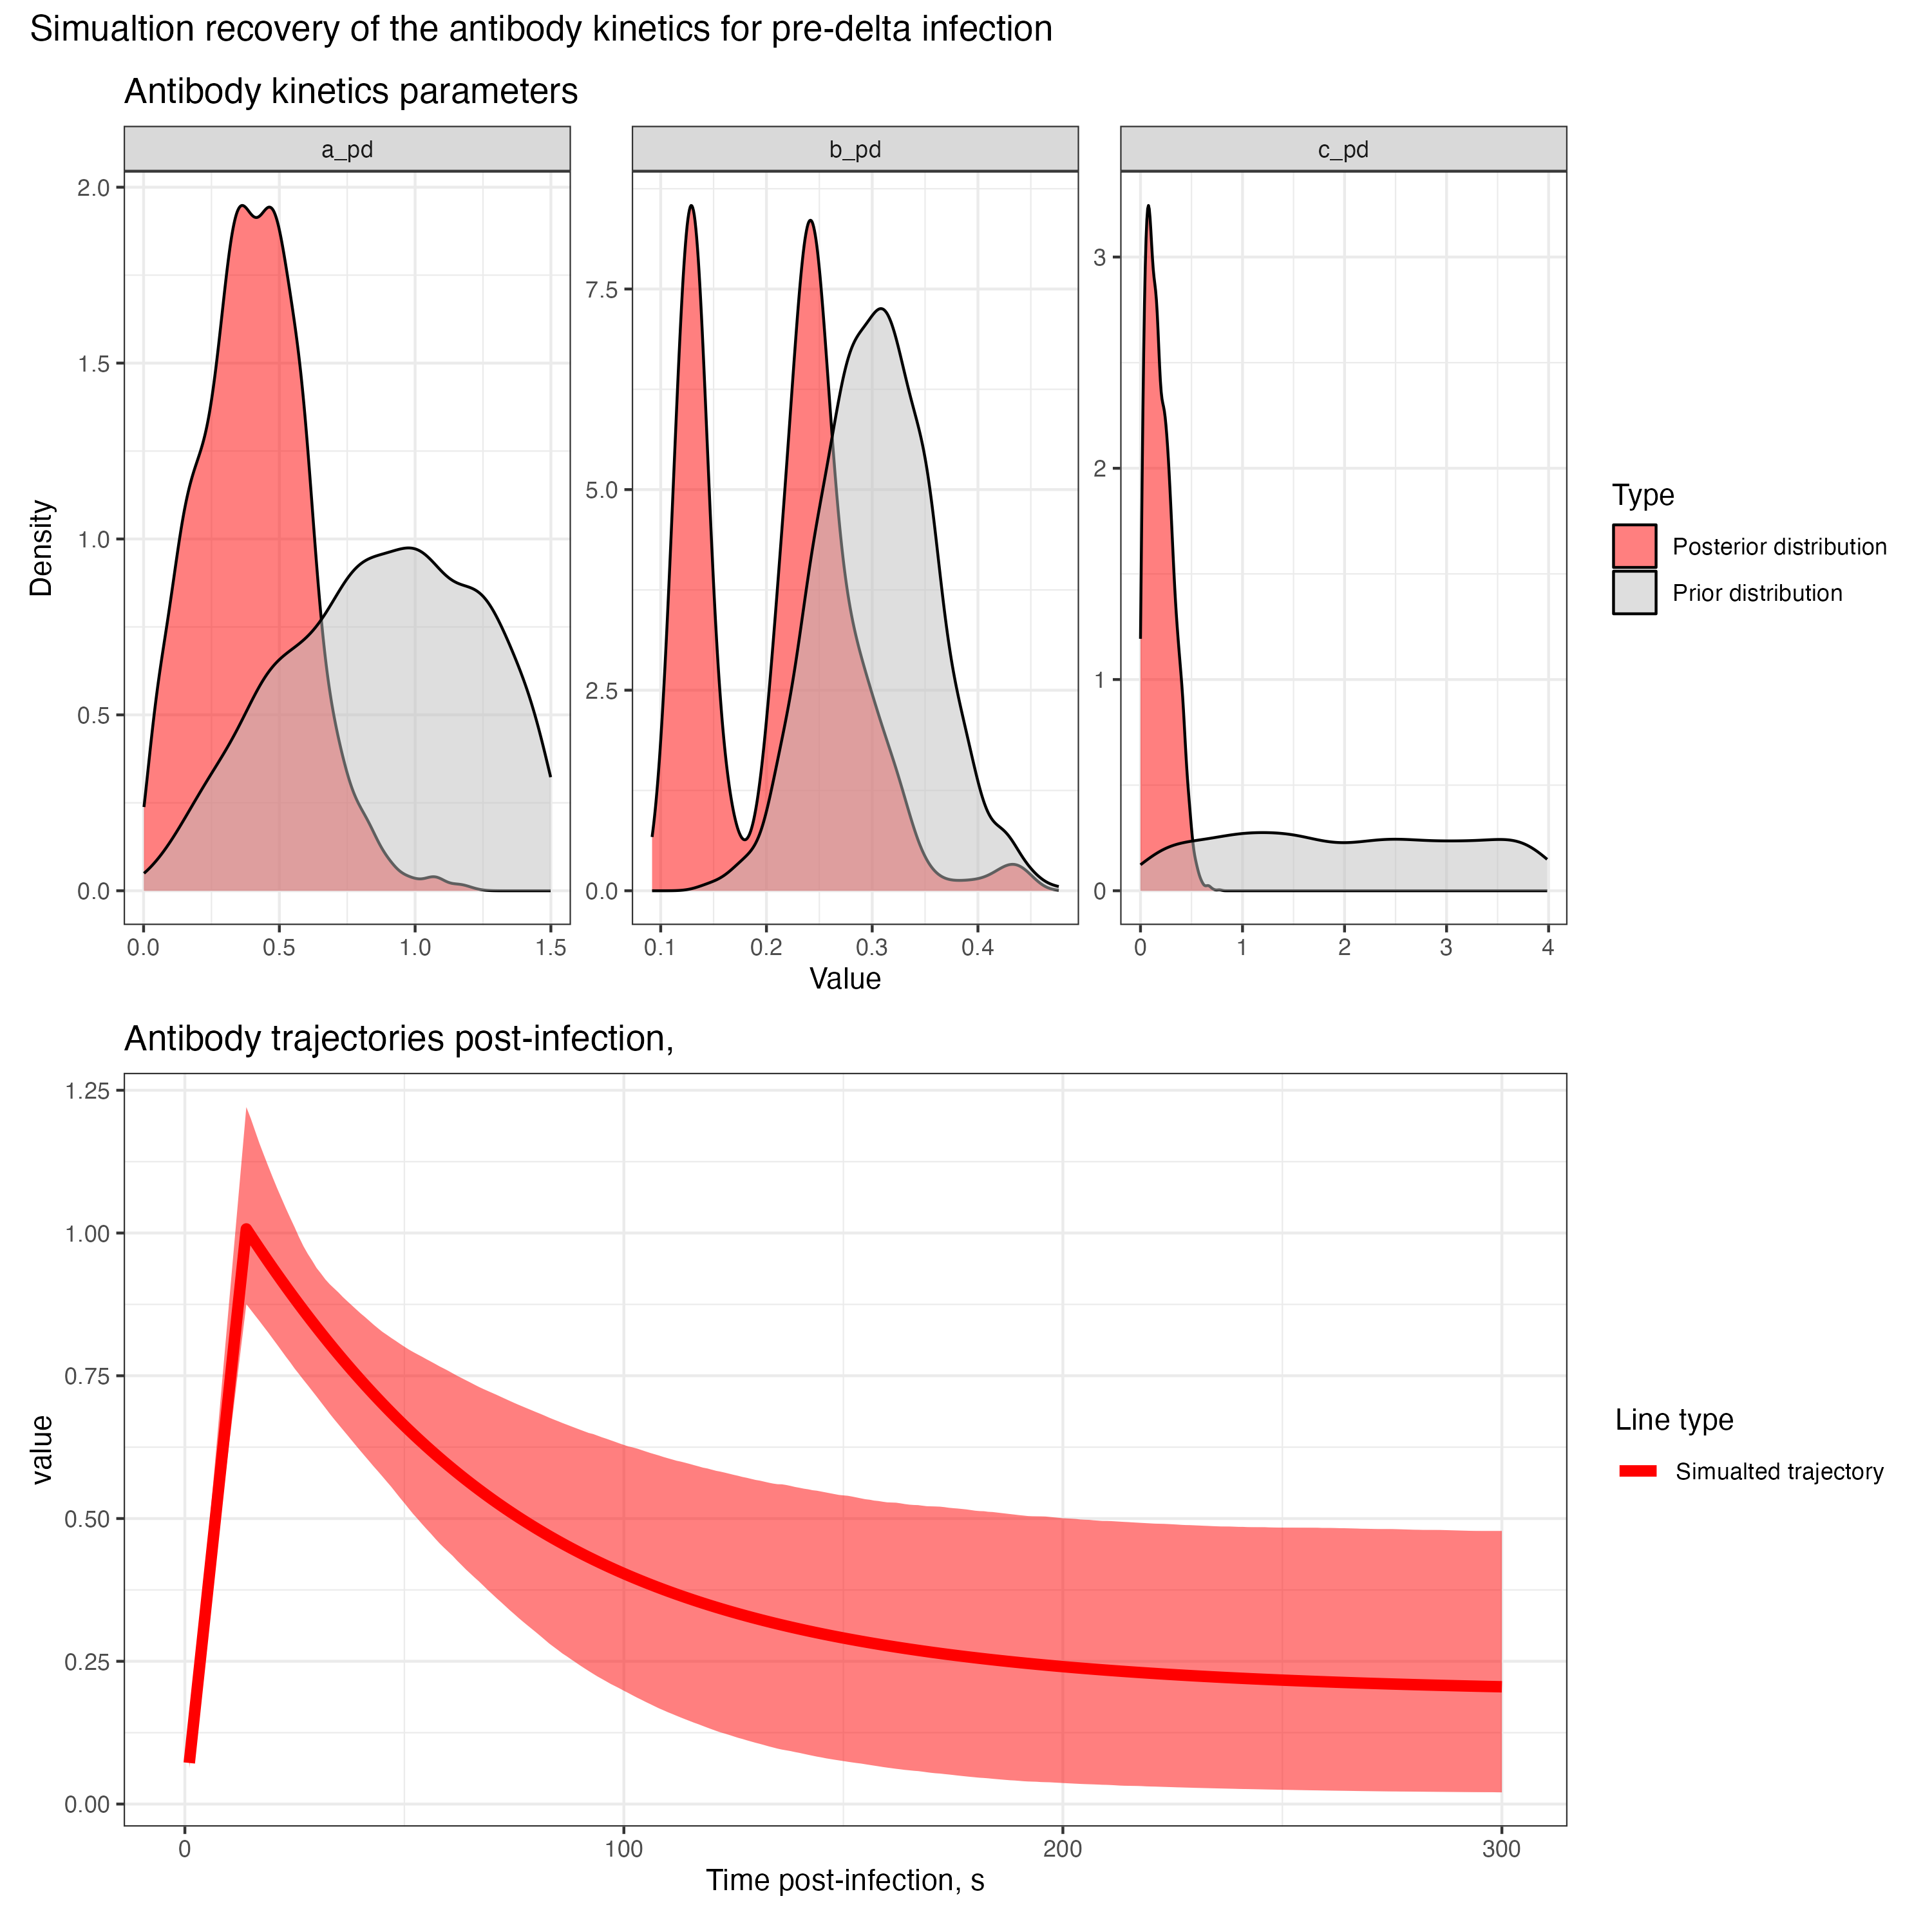 Simualtion recovery of the antibody kinetics for pre-delta infection
Antibody kinetics parameters
a_pd b_pd c_pd
Density
2.0
1.5
1.0
0.5
0.0
7.5
5.0
2.5
0.0
3
2
1
0
0.0 0.5 1.0 1.5
0.1 0.2 0.3 0.4
0 1 2 3 4
Value
Type
Posterior distribution
Prior distribution
Antibody trajectories post-infection,
value
1.25
1.00
0.75
0.50
0.25
0.00
0 100 200 300
Time post-infection, s
Line type
Simualted trajectory